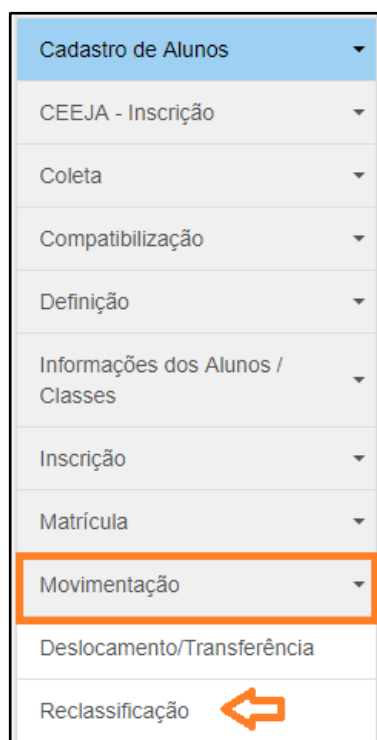 Cadastro de Alunos
CEEJA - Inscrição
Coleta
Compatibilização
Definição
Informações dos Alunos /
Classes
Inscrição
Matrícula
Movimentação
Deslocamento/Transferência
Reclassificação